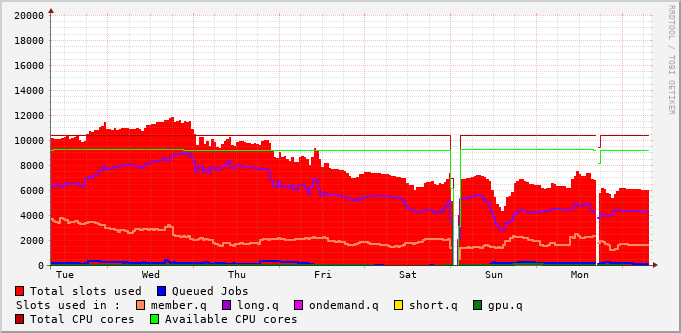 RRDTOOL / TOBI OETIKER
20000
18000
16000
14000
12000
10000
8000
6000
4000
2000
0
Tue Wed Thu Fri Sat Sun Mon
Total slots used Queued Jobs
Slots used in : member.q long.q ondemand.q short.q gpu.q
Total CPU cores Available CPU cores